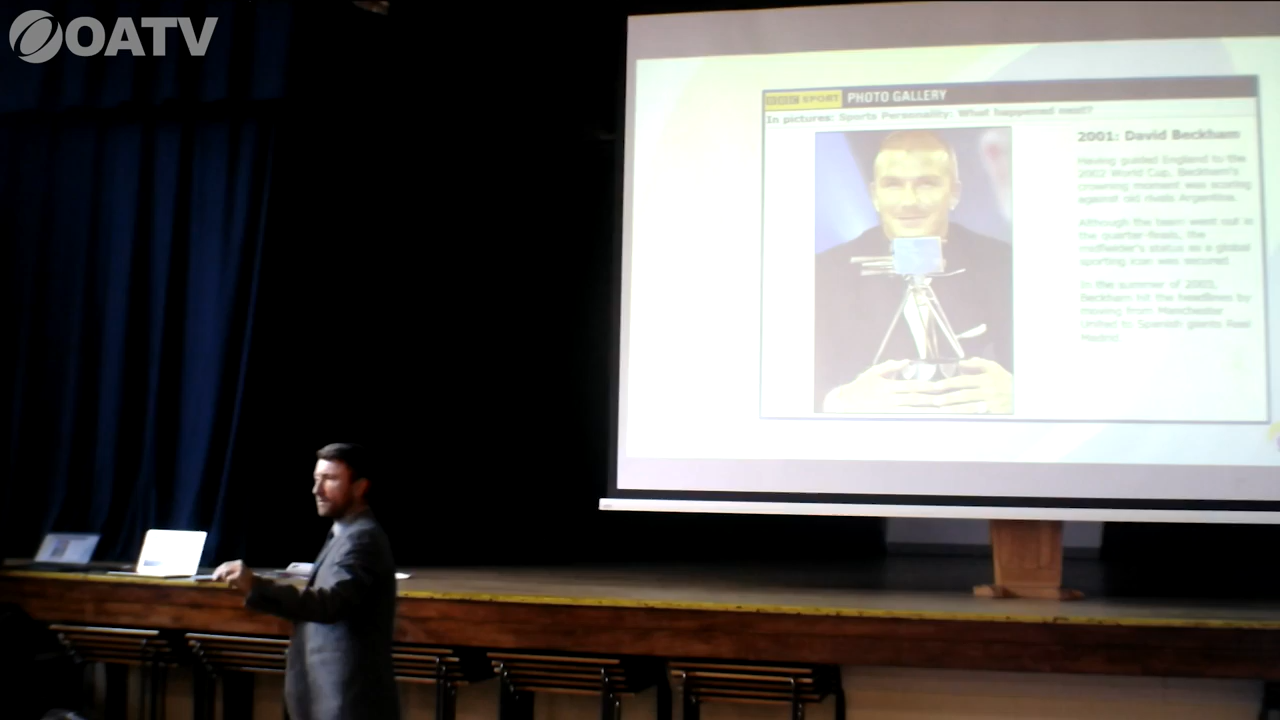 OATV
BBC SPORT PHOTO GALLERY
In pictures: Sports Personality: What happened next?
2001: David Beckham
Having guided England to the
2002 World Cup, Beckham's
crowning moment was scoring
against old rivals Argentina.
Although the team went out in
the quarter-finals, the
midfielder's status as a global
sporting icon was secured.
In the summer of 2003,
Beckham hit the headlines by
moving from Manchester
United to Spanish giants Real
Madrid.